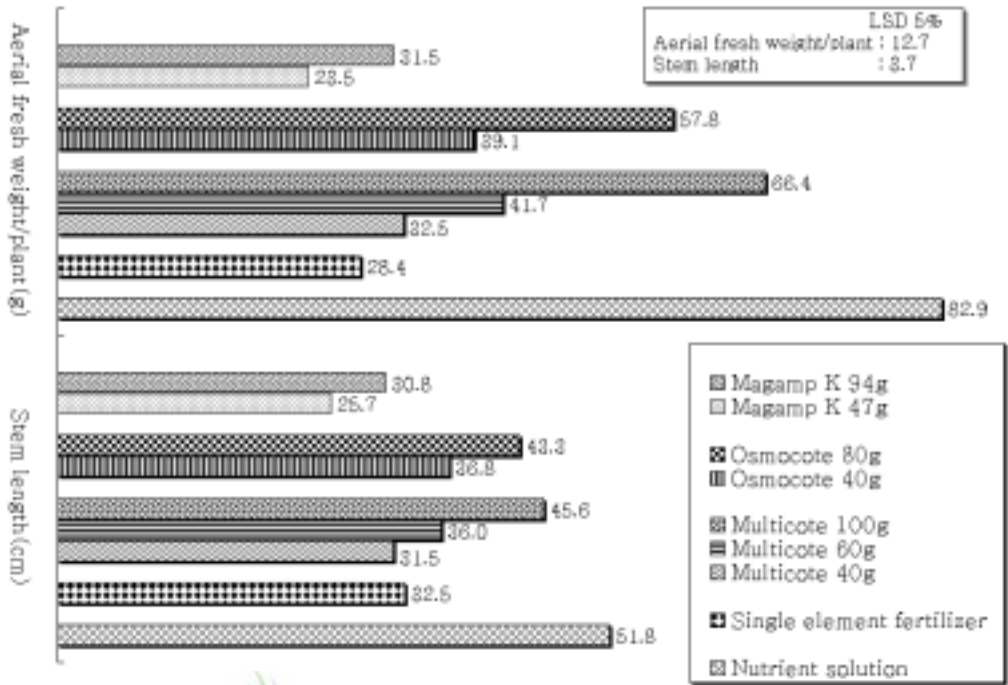 LSD 5%
Aerial fresh weight/plant : 12.7
Stem length : 3.7
Aerial fresh weight/plant(g)
31.5
23.5
57.8
39.1
66.4
41.7
32.5
28.4
82.9
Stem length(cm)
30.8
25.7
43.3
36.8
45.6
36.0
31.5
32.5
51.8
Magamp K 94g
Magamp K 47g
Osmocote 80g
Osmocote 40g
Multicote 100g
Multicote 60g
Multicote 40g
Single element fertilizer
Nutrient solution